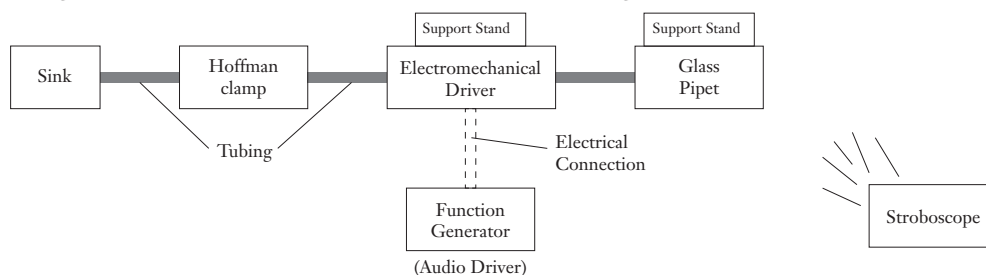 Support Stand
Support Stand
Sink
Hoffman
clamp
Electromechanical
Driver
Glass
Pipet
Tubing
Electrical
Connection
Function
Generator
(Audio Driver)
Stroboscope